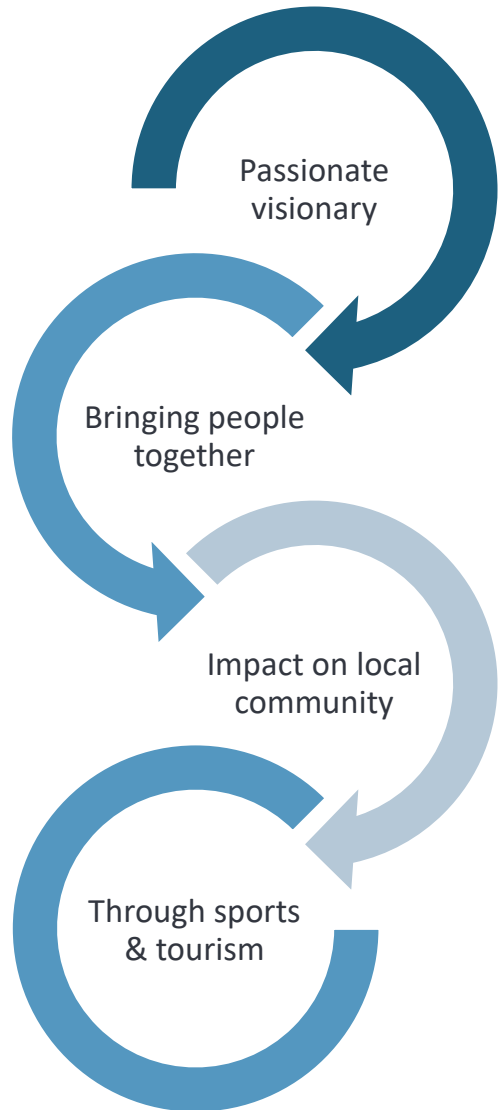 Passionate
visionary
Bringing people
together
Impact on local
community
Through sports
& tourism